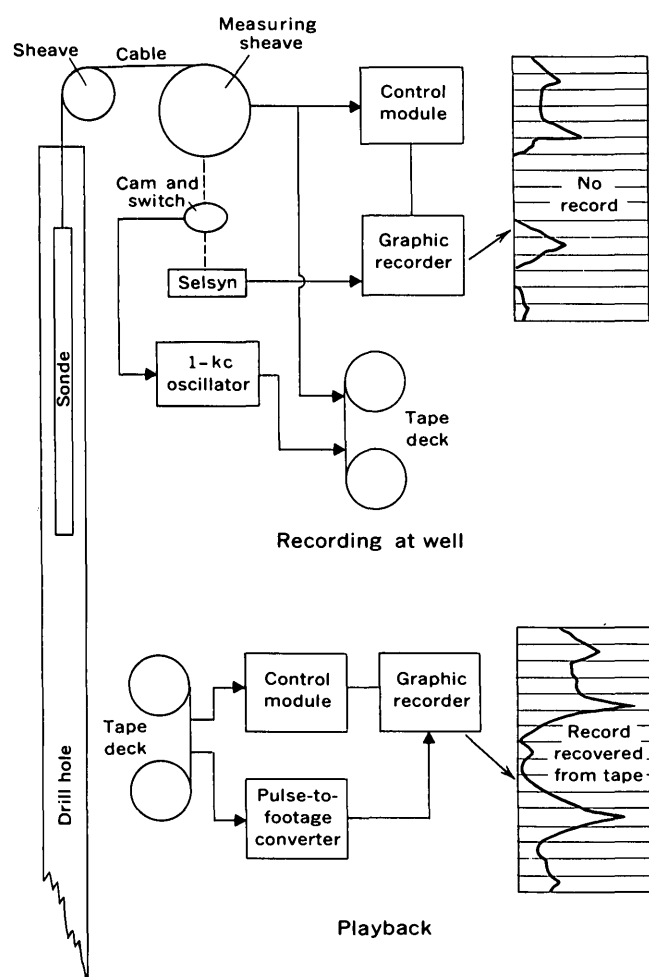 Sheave
Cable
Measuring
sheave
Control
module
Cam and
switch
No
record
Graphic
recorder
Selsyn
Sonde
1-kc
oscillator
Tape
deck
Recording at well
Drill hole
Tape
deck
Control
module
Graphic
recorder
Record
recovered
from tape
Pulse-to-
footage
converter
Playback